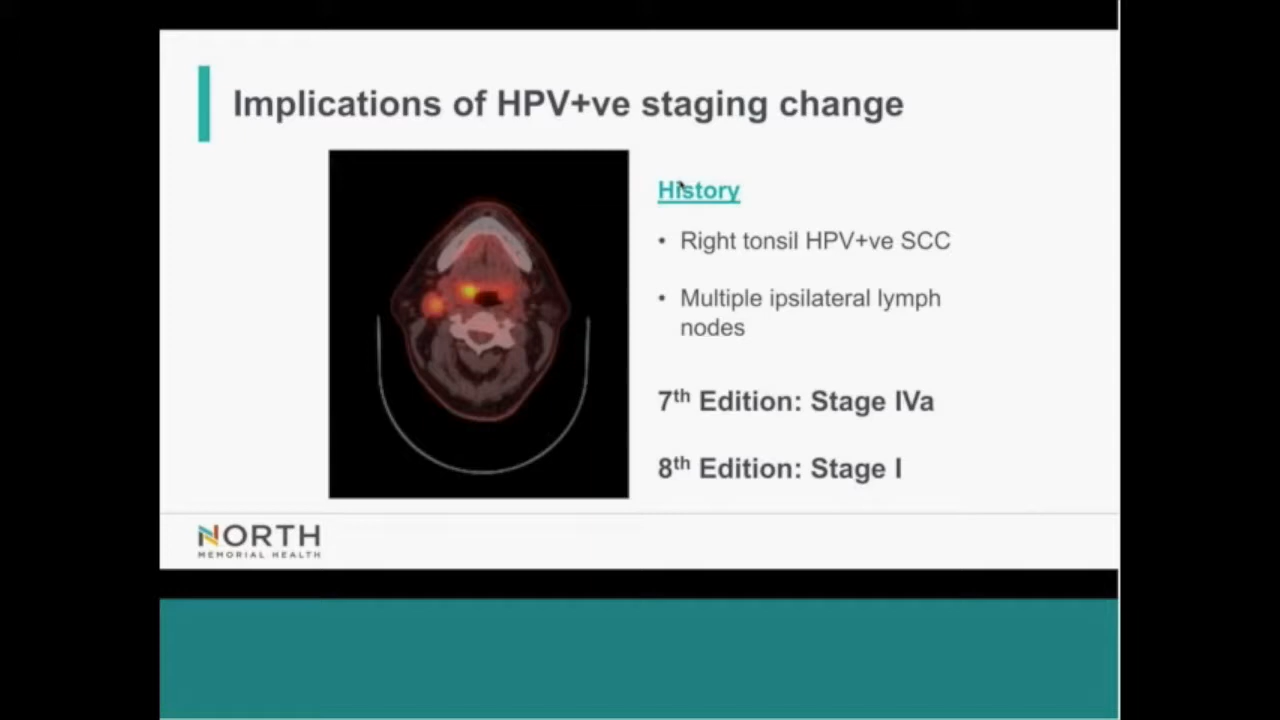 Implications of HPV+ve staging change
History
• Right tonsil HPV+ve SCC
• Multiple ipsilateral lymph
nodes
7th Edition: Stage IVa
8th Edition: Stage I
NORTH
MEMORIAL HEALTH